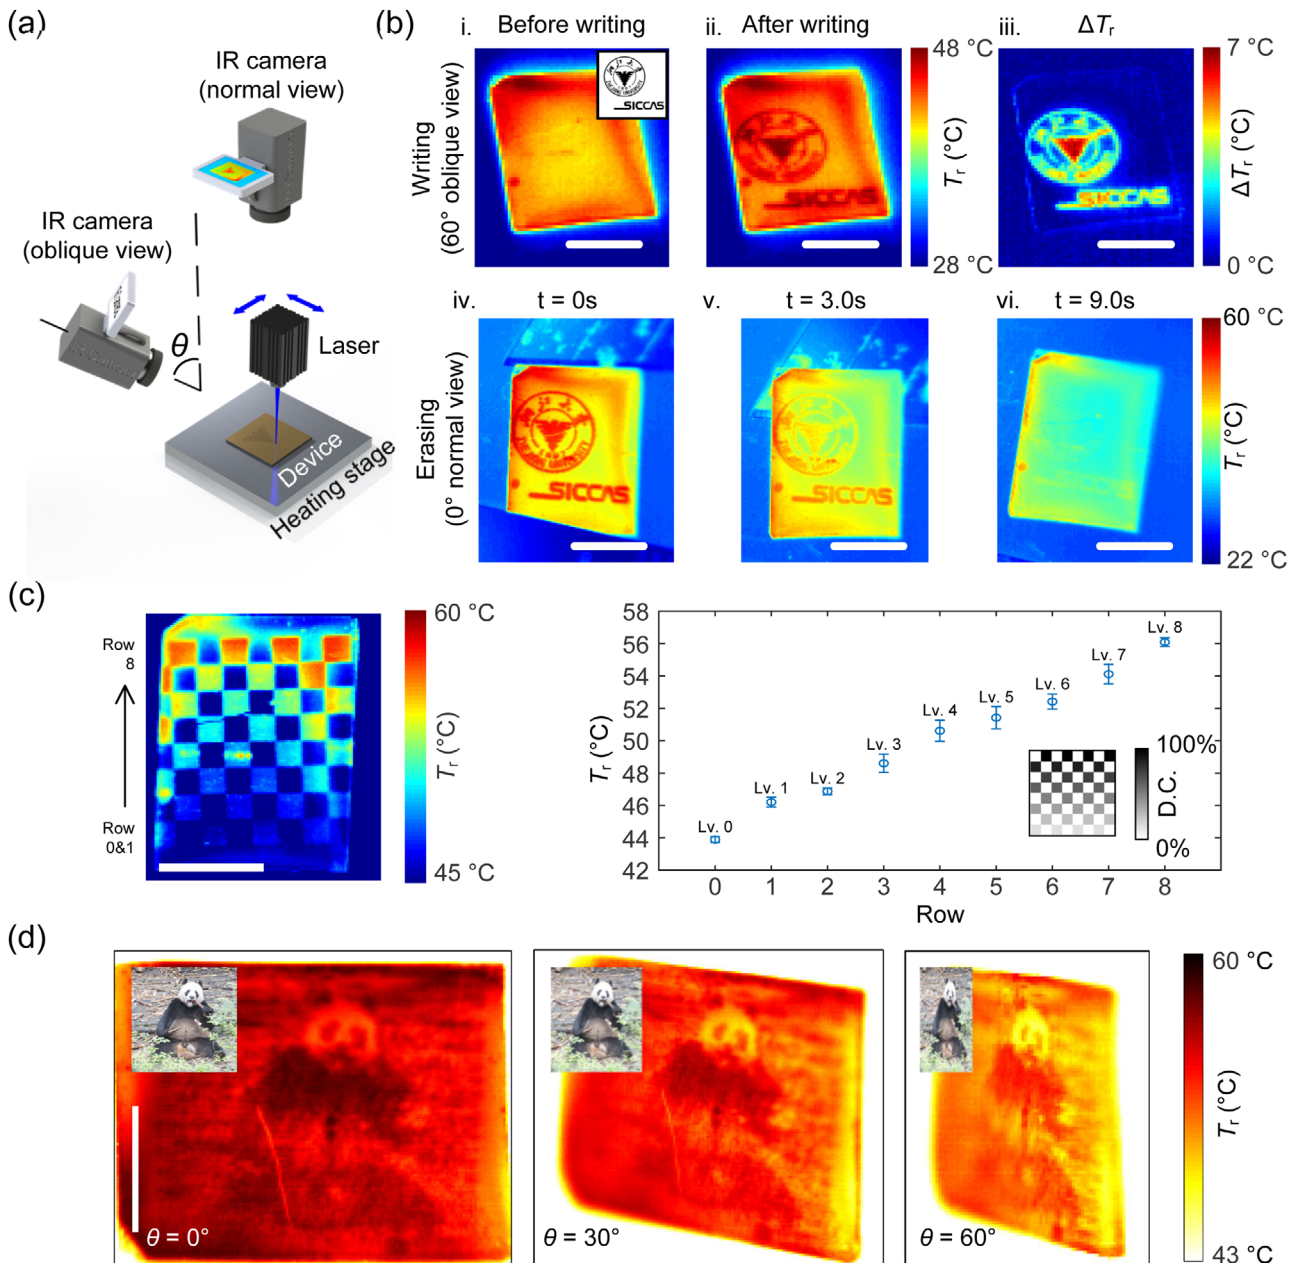 (a)
IR camera
(normal view)
IR camera
(oblique view)
θ
Laser
Device
Heating stage
(b)
i. Before writing
ii. After writing
iii. ΔTr
Writing
(60° oblique view)
SICCAS
SICCAS
SICCAS
48 °C
Tr (°C)
28 °C
7 °C
ΔTr (°C)
0 °C
iv. t = 0s
v. t = 3.0s
vi. t = 9.0s
Erasing
(0° normal view)
SICCAS
SICCAS
60 °C
Tr (°C)
22 °C
(c)
Row
8
Row
0&1
60 °C
Tr (°C)
45 °C
58
56
54
52
50
48
46
44
42
Tr (°C)
Lv. 0
Lv. 1
Lv. 2
Lv. 3
Lv. 4
Lv. 5
Lv. 6
Lv. 7
Lv. 8
100%
D.C.
0%
0 1 2 3 4 5 6 7 8
Row
(d)
θ = 0°
θ = 30°
θ = 60°
60 °C
Tr (°C)
43 °C